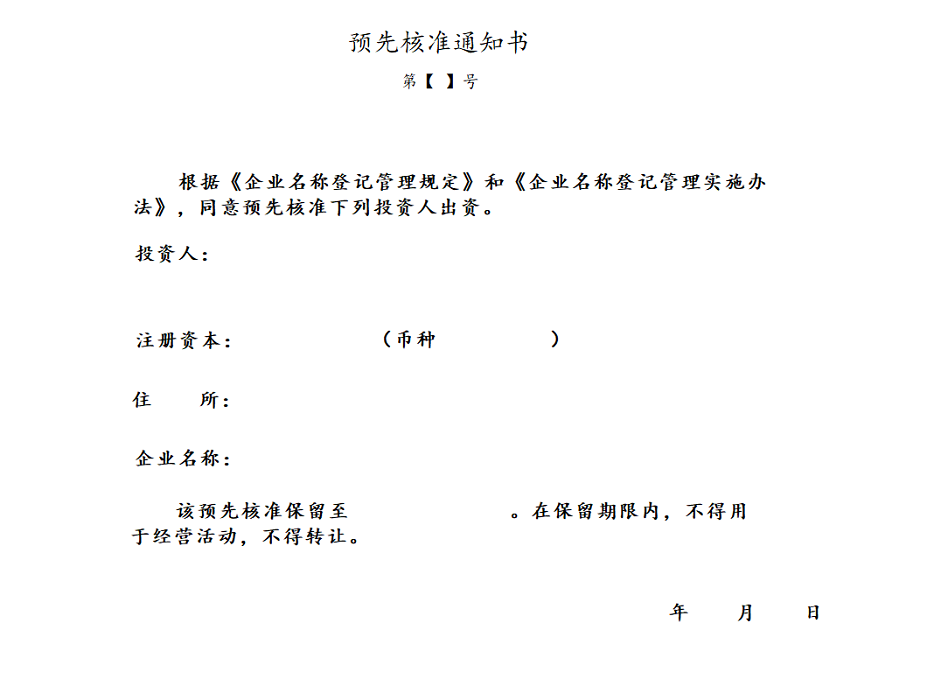 预先核准通知书
第【 】号
根据《企业名称登记管理规定》和《企业名称登记管理实施办
法》，同意预先核准下列投资人出资。
投资人：
注册资本： （币种 ）
住 所：
企业名称：
该预先核准保留至 。在保留期限内，不得用
于经营活动，不得转让。
年 月 日